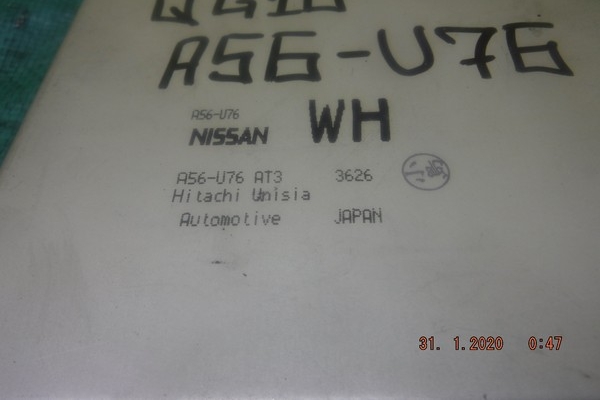 A56-U76
A56-U76
NISSAN WH
A56-U76 AT3 3626
Hitachi Unisia
Automotive JAPAN
31. 1.2020 0:47